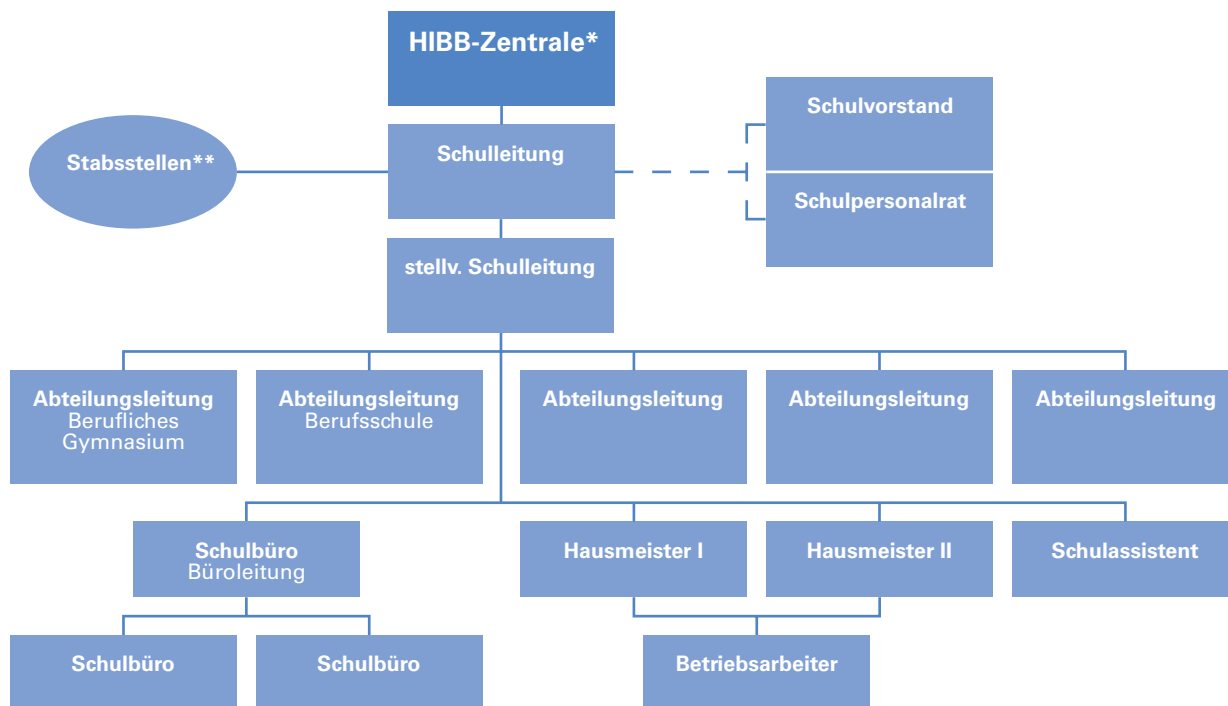 HIBB-Zentrale*
Schulvorstand
Schulleitung
Stabsstellen**
Schulpersonalrat
stellv. Schulleitung
Abteilungsleitung
Berufliches
Gymnasium
Abteilungsleitung
Berufsschule
Abteilungsleitung
Abteilungsleitung
Abteilungsleitung
Schulbüro
Büroleitung
Hausmeister I
Hausmeister II
Schulassistent
Schulbüro
Schulbüro
Betriebsarbeiter